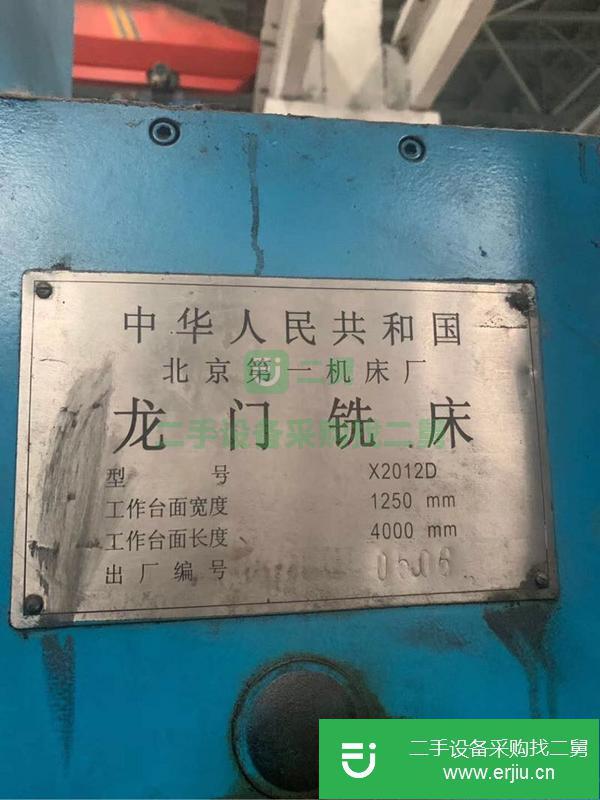 中华人民共和国
北京第一机床厂
龙门铣床
型号 X2012D
工作台面宽度 1250 mm
工作台面长度 4000 mm
出厂编号 0606
二舅
二手设备采购找二舅
二手设备采购找二舅
www.erjiu.cn